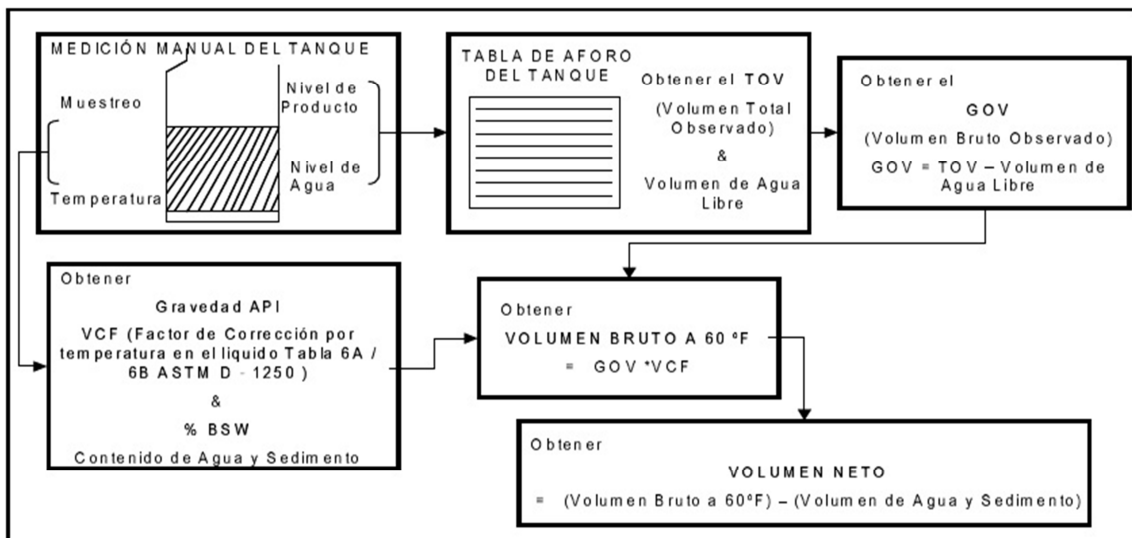 MEDICIÓN MANUAL DEL TANQUE
Muestreo
Temperatura
Nivel de
Producto
Nivel de
Agua
TABLA DE AFORO
DEL TANQUE
Obtener el TOV
(Volumen Total
Observado)
&
Volumen de Agua
Libre
Obtener el
GOV
(Volumen Bruto Observado)
GOV = TOV – Volumen de
Agua Libre
Obtener
Gravedad API
VCF (Factor de Corrección por
temperatura en el liquido Tabla 6A /
6B ASTM D - 1250 )
&
% BSW
Contenido de Agua y Sedimento
Obtener
VOLUMEN BRUTO A 60 ºF
= GOV *VCF
Obtener
VOLUMEN NETO
= (Volumen Bruto a 60ºF) – (Volumen de Agua y Sedimento)